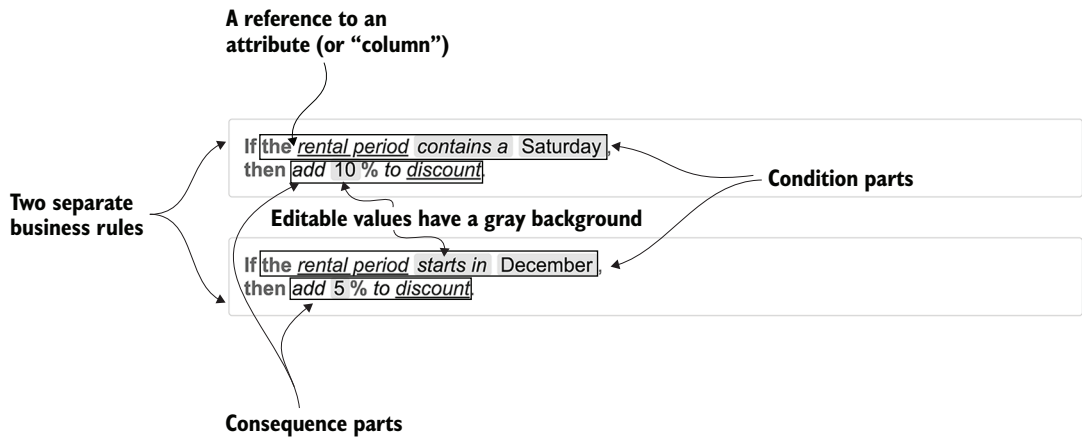 A reference to an
attribute (or “column”)
If the rental period contains a Saturday,
then add 10 % to discount.
Condition parts
Two separate
business rules
Editable values have a gray background
If the rental period starts in December,
then add 5 % to discount.
Consequence parts